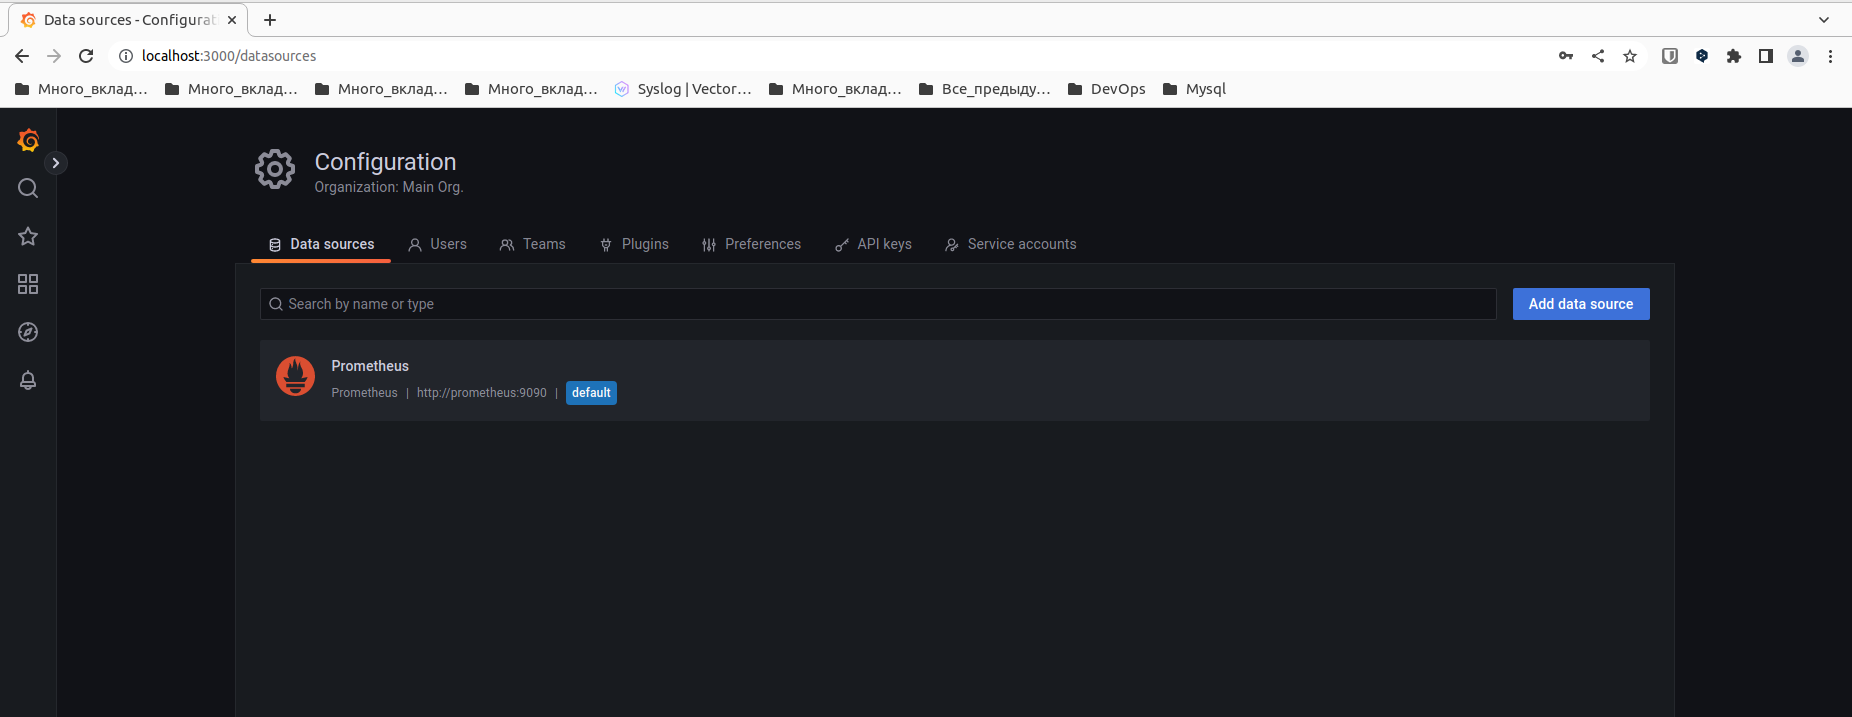 Data sources - Configurat
localhost:3000/datasources
Много_вклад... Много_вклад... Много_вклад... Много_вклад... Syslog | Vector... Много_вклад... Все_предыду... DevOps Mysql
Configuration
Organization: Main Org.
Data sources Users Teams Plugins Preferences API keys Service accounts
Search by name or type Add data source
Prometheus
Prometheus | http://prometheus:9090 | default